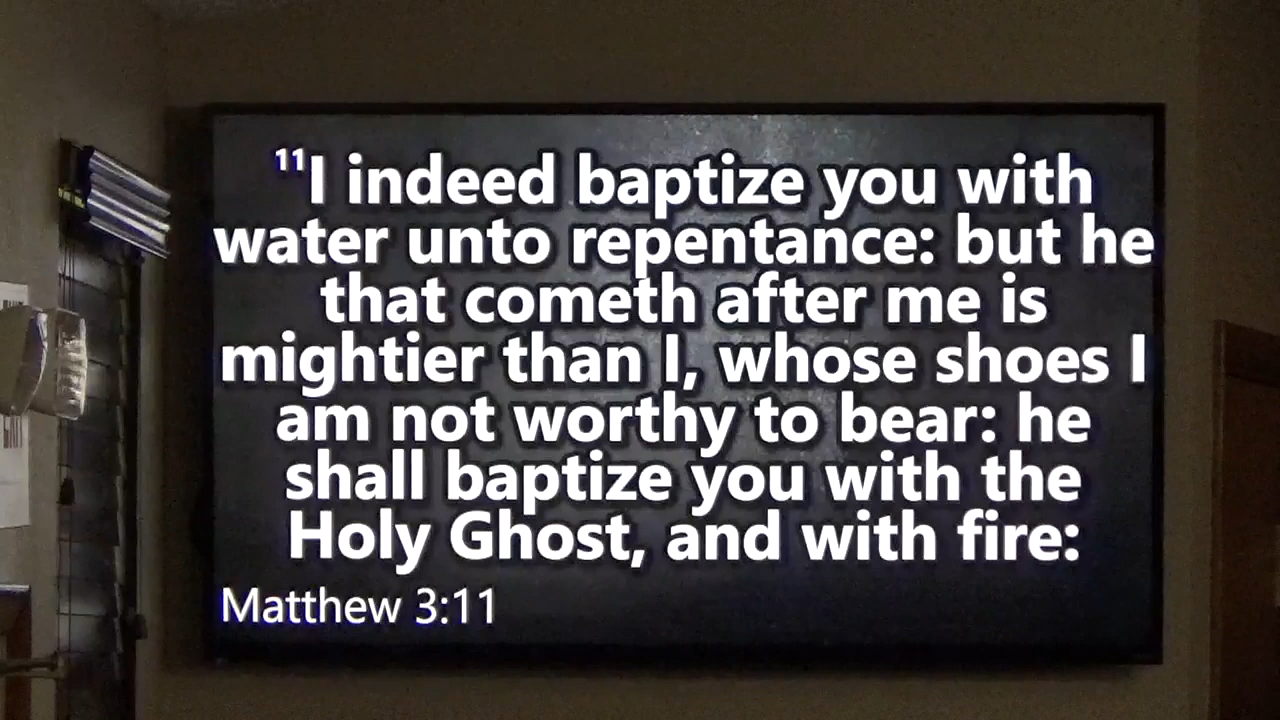 ¹¹I indeed baptize you with
water unto repentance: but he
that cometh after me is
mightier than I, whose shoes I
am not worthy to bear: he
shall baptize you with the
Holy Ghost, and with fire:
Matthew 3:11